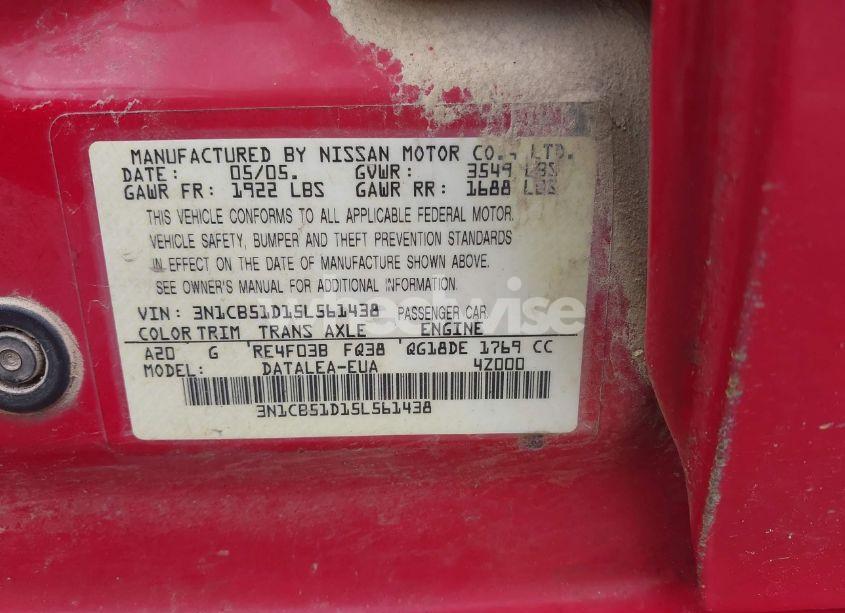 MANUFACTURED BY NISSAN MOTOR CO., LTD.
DATE: 05/05. GVWR: 3549 LBS
GAWR FR: 1922 LBS GAWR RR: 1688 LBS
THIS VEHICLE CONFORMS TO ALL APPLICABLE FEDERAL MOTOR
VEHICLE SAFETY, BUMPER AND THEFT PREVENTION STANDARDS
IN EFFECT ON THE DATE OF MANUFACTURE SHOWN ABOVE.
SEE OWNER'S MANUAL FOR ADDITIONAL INFORMATION.
wheelwise
VIN: 3N1CB51D15L561438 PASSENGER CAR
COLOR TRIM TRANS AXLE ENGINE
A20 G RE4F03B FQ38 QG18DE 1769 CC
MODEL: DATALEA-EUA 4Z000
3N1CB51D15L561438